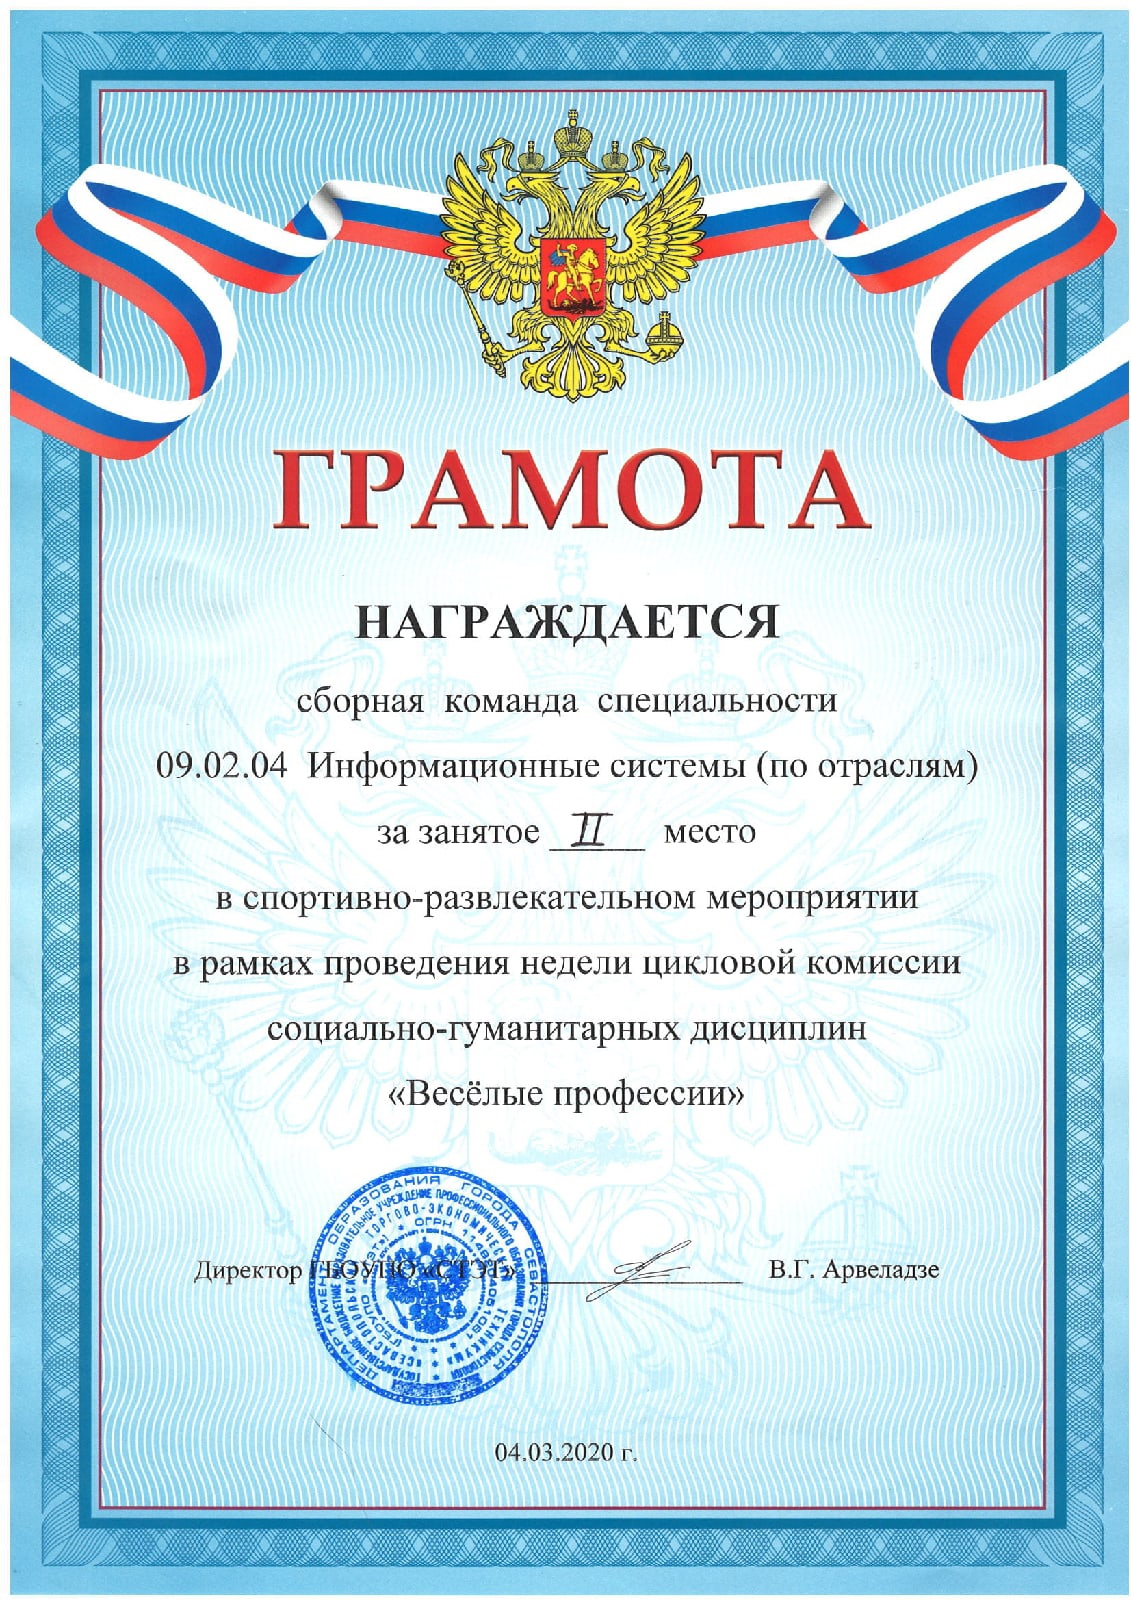 ГРАМОТА
НАГРАЖДАЕТСЯ
сборная команда специальности
09.02.04 Информационные системы (по отраслям)
за занятое II место
в спортивно-развлекательном мероприятии
в рамках проведения недели цикловой комиссии
социально-гуманитарных дисциплин
«Весёлые профессии»
Директор ГБОУПО «СТЭТ» В.Г. Арвеладзе
ДЕПАРТАМЕНТ ОБРАЗОВАНИЯ ГОРОДА СЕВАСТОПОЛЯ
ГОСУДАРСТВЕННОЕ БЮДЖЕТНОЕ ОБРАЗОВАТЕЛЬНОЕ УЧРЕЖДЕНИЕ ПРОФЕССИОНАЛЬНОГО ОБРАЗОВАНИЯ ГОРОДА СЕВАСТОПОЛЯ
«СЕВАСТОПОЛЬСКИЙ ТОРГОВО-ЭКОНОМИЧЕСКИЙ ТЕХНИКУМ»
ОГРН
04.03.2020 г.